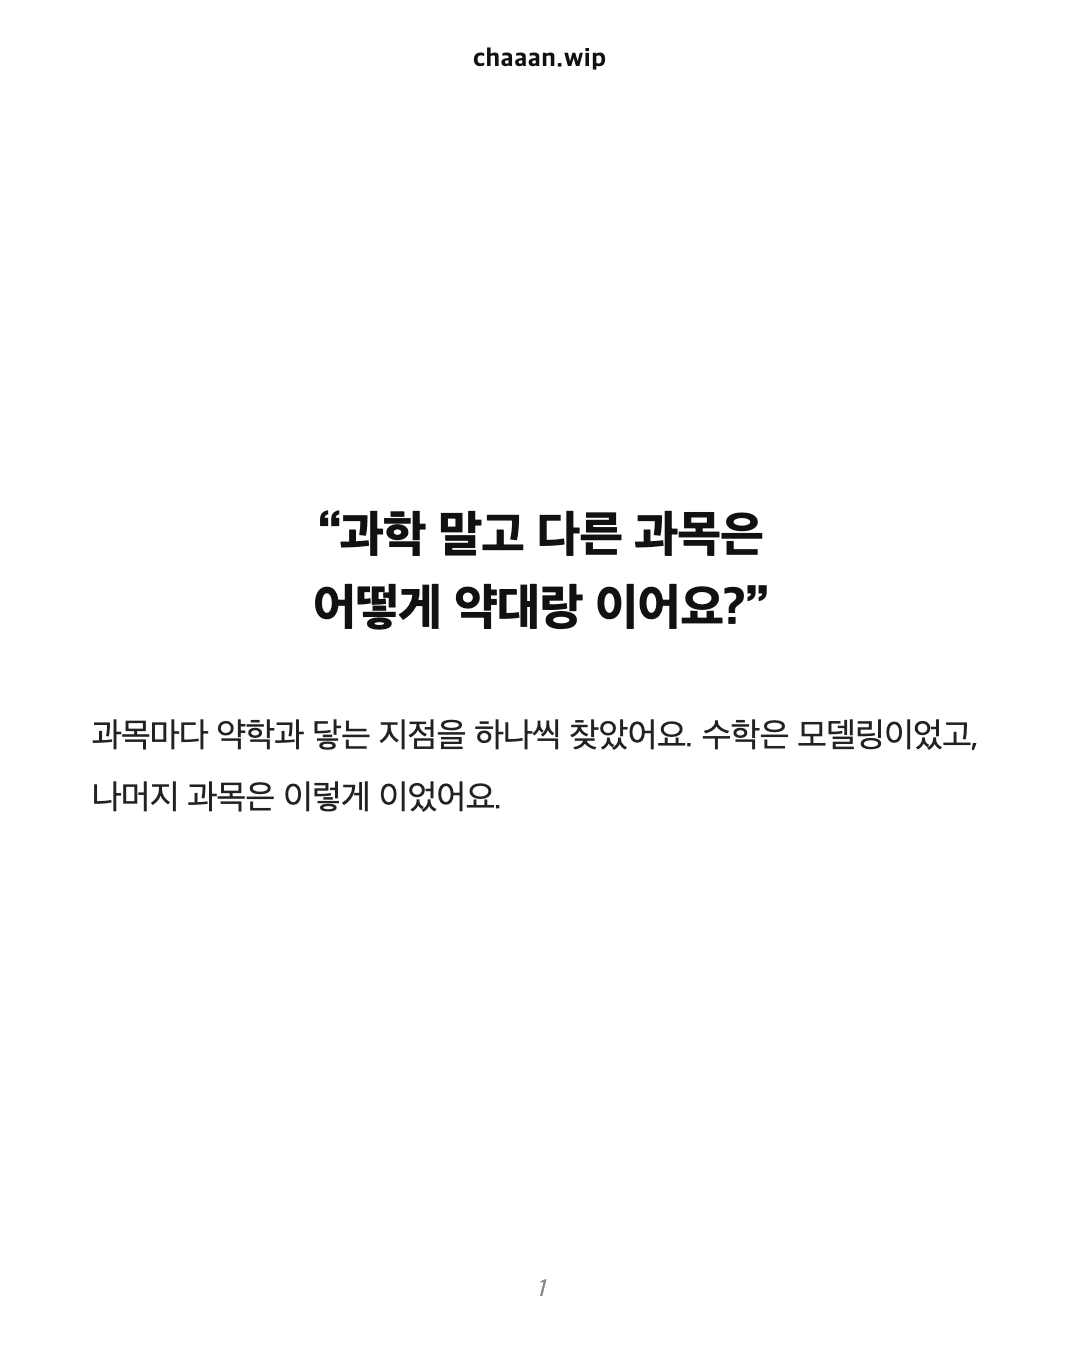 chaaan.wip
“과학 말고 다른 과목은
어떻게 약대랑 이어요?”
과목마다 약학과 닿는 지점을 하나씩 찾았어요. 수학은 모델링이었고,
나머지 과목은 이렇게 이었어요.
1